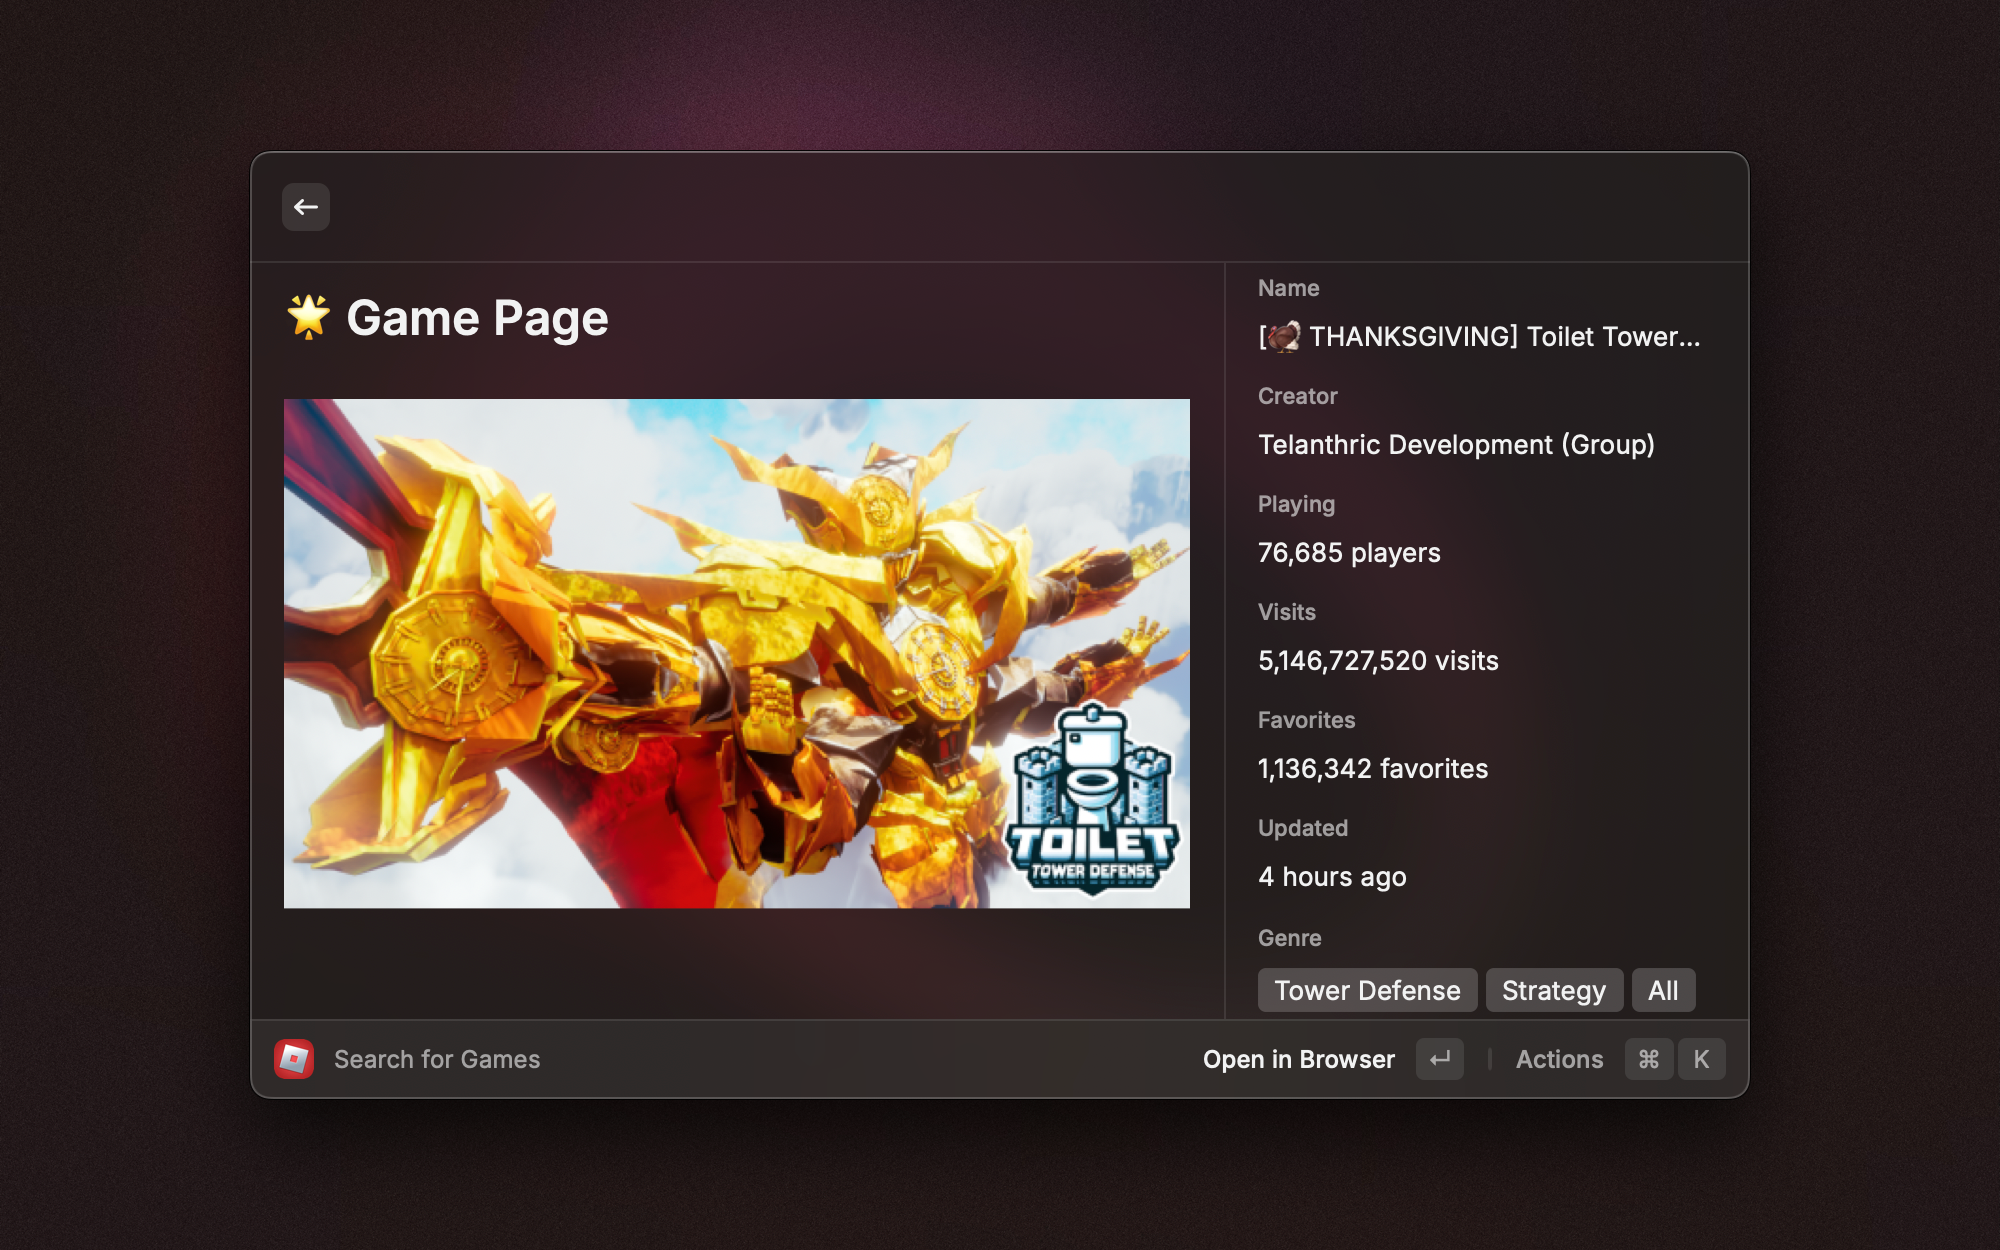 🌟 Game Page
TOILET
TOWER DEFENSE
Name
[🦃 THANKSGIVING] Toilet Tower...
Creator
Telanthric Development (Group)
Playing
76,685 players
Visits
5,146,727,520 visits
Favorites
1,136,342 favorites
Updated
4 hours ago
Genre
Tower Defense Strategy All
Search for Games
Open in Browser ↵ | Actions ⌘ K